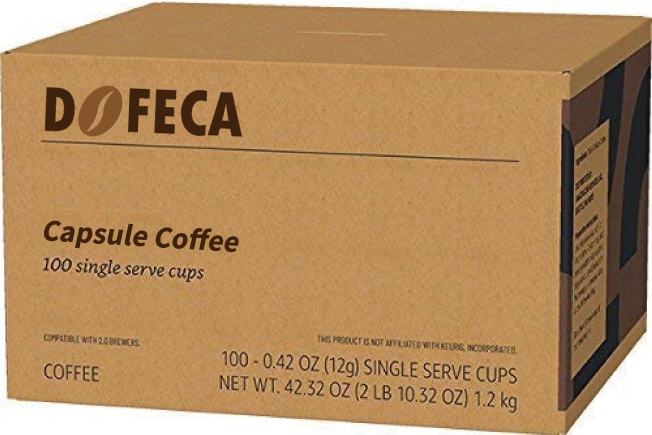 DOFECA
Capsule Coffee
100 single serve cups
COMPATIBLE WITH 2.0 BREWERS.
THIS PRODUCT IS NOT AFFILIATED WITH KEURIG, INCORPORATED.
COFFEE
100 - 0.42 OZ (12g) SINGLE SERVE CUPS
NET WT. 42.32 OZ (2 LB 10.32 OZ) 1.2 kg